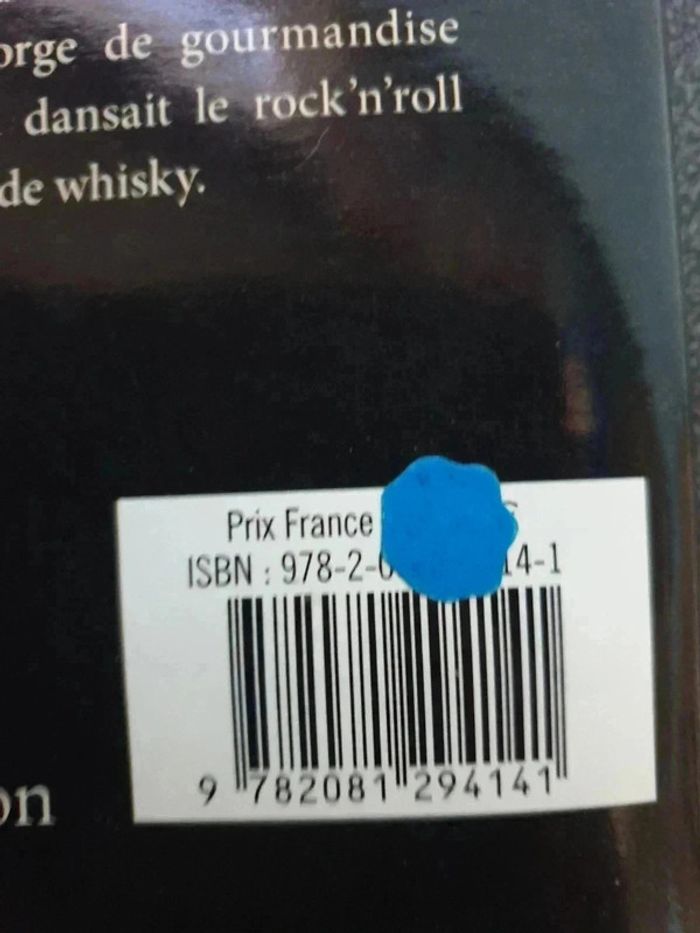 orge de gourmandise
dansait le rock'n'roll
de whisky.
Prix France
ISBN : 978-2-0 14-1
9 782081 294141
on